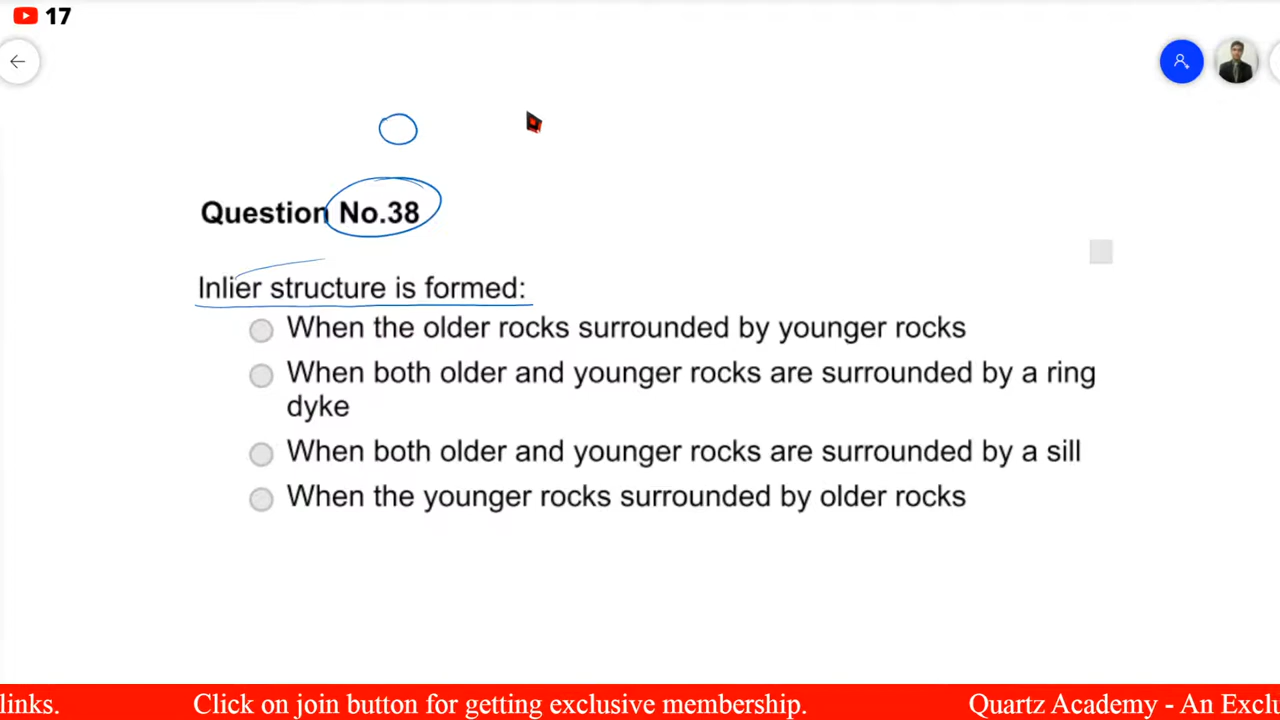 17
Question No.38
Inlier structure is formed:
When the older rocks surrounded by younger rocks
When both older and younger rocks are surrounded by a ring
dyke
When both older and younger rocks are surrounded by a sill
When the younger rocks surrounded by older rocks
links. Click on join button for getting exclusive membership. Quartz Academy - An Exclu